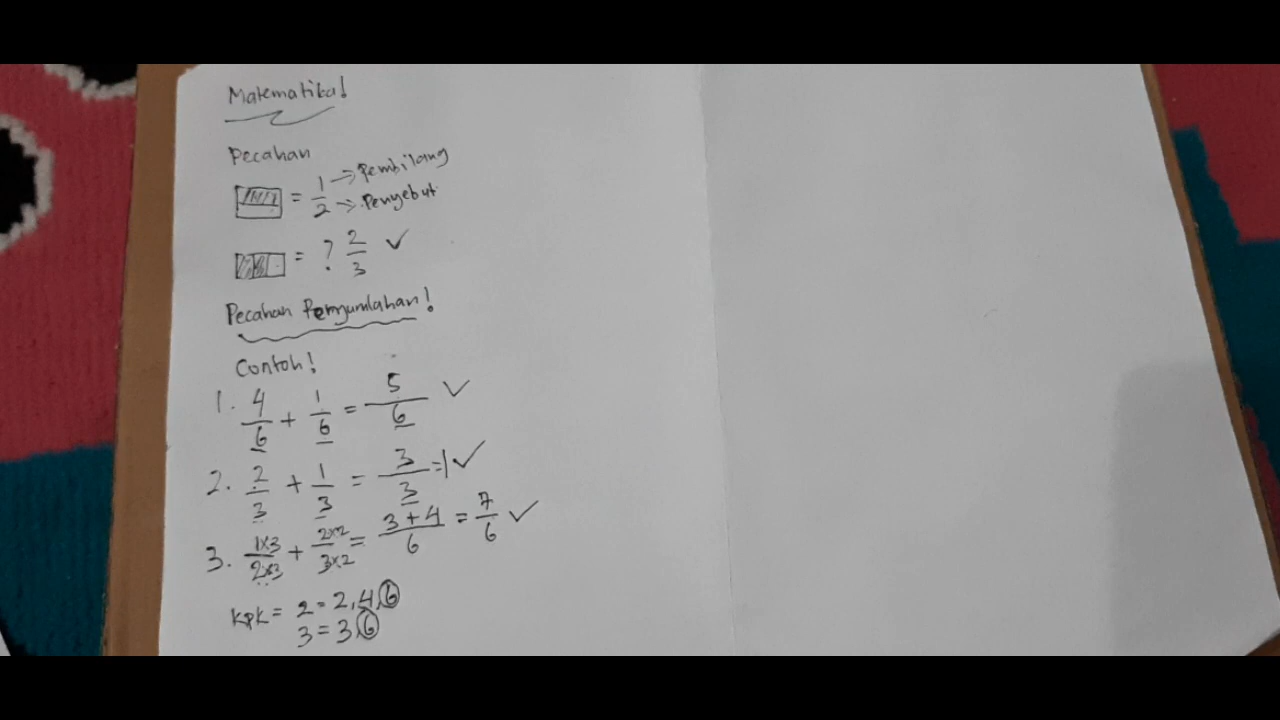 Matematika!
Pecahan
= 1/2 → Pembilang
→ Penyebut
= ? 2/3 ✓
Pecahan Penjumlahan!
Contoh!
1. 4/6 + 1/6 = 5/6 ✓
2. 2/3 + 1/3 = 3/3 = 1 ✓
3. 1x3/2x3 + 2x2/3x2 = 3+4/6 = 7/6 ✓
KPK = 2 = 2, 4, 6
3 = 3, 6